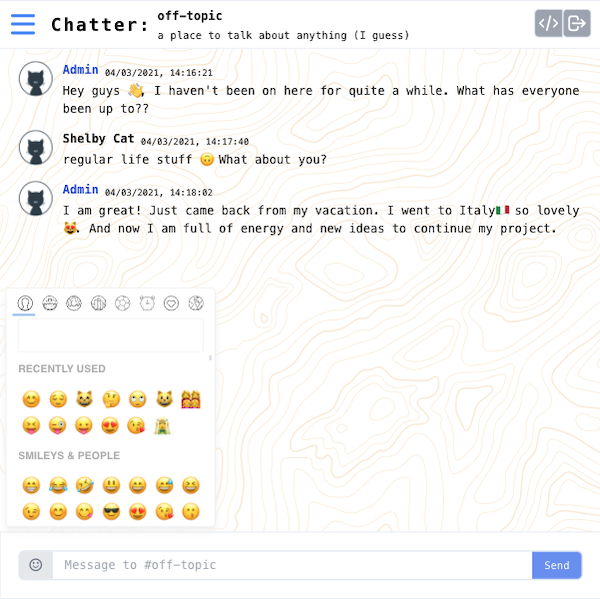 Chatter:
off-topic
a place to talk about anything (I guess)
</>
Admin 04/03/2021, 14:16:21
Hey guys 👋, I haven't been on here for quite a while. What has everyone
been up to??
Shelby Cat 04/03/2021, 14:17:40
regular life stuff 🙃 What about you?
Admin 04/03/2021, 14:18:02
I am great! Just came back from my vacation. I went to Italy🇮🇹 so lovely
😻. And now I am full of energy and new ideas to continue my project.
RECENTLY USED
SMILEYS & PEOPLE
Message to #off-topic
Send